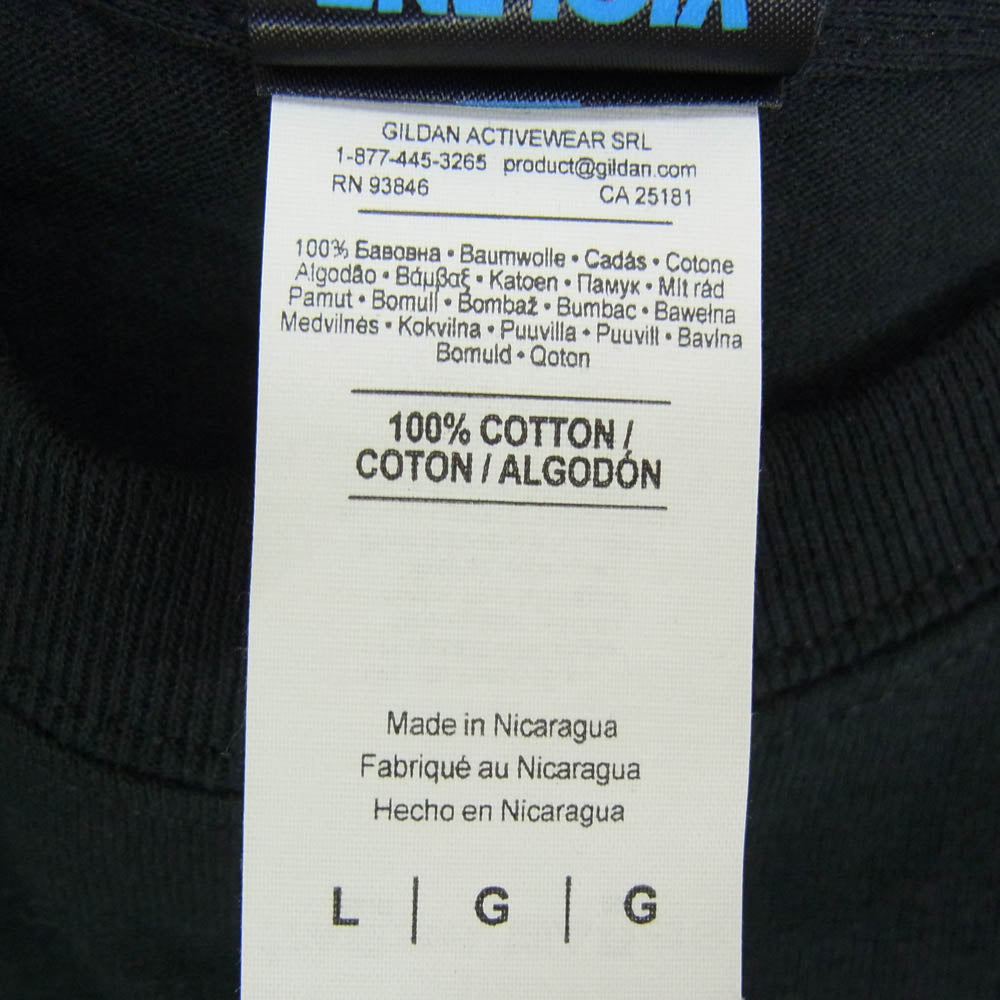 GILDAN ACTIVEWEAR SRL
1-877-445-3265 product@gildan.com
RN 93846 CA 25181
100% Бавовна • Baumwolle • Cadás • Cotone
Algodão • Βάμβαξ • Katoen • Памук • Mit rád
Pamut • Bomull • Bombaž • Bumbac • Bawełna
Medvilnės • Kokvilna • Puuvilla • Puuvill • Bavlna
Bomuld • Qoton
100% COTTON /
COTON / ALGODÓN
Made in Nicaragua
Fabriqué au Nicaragua
Hecho en Nicaragua
L | G | G